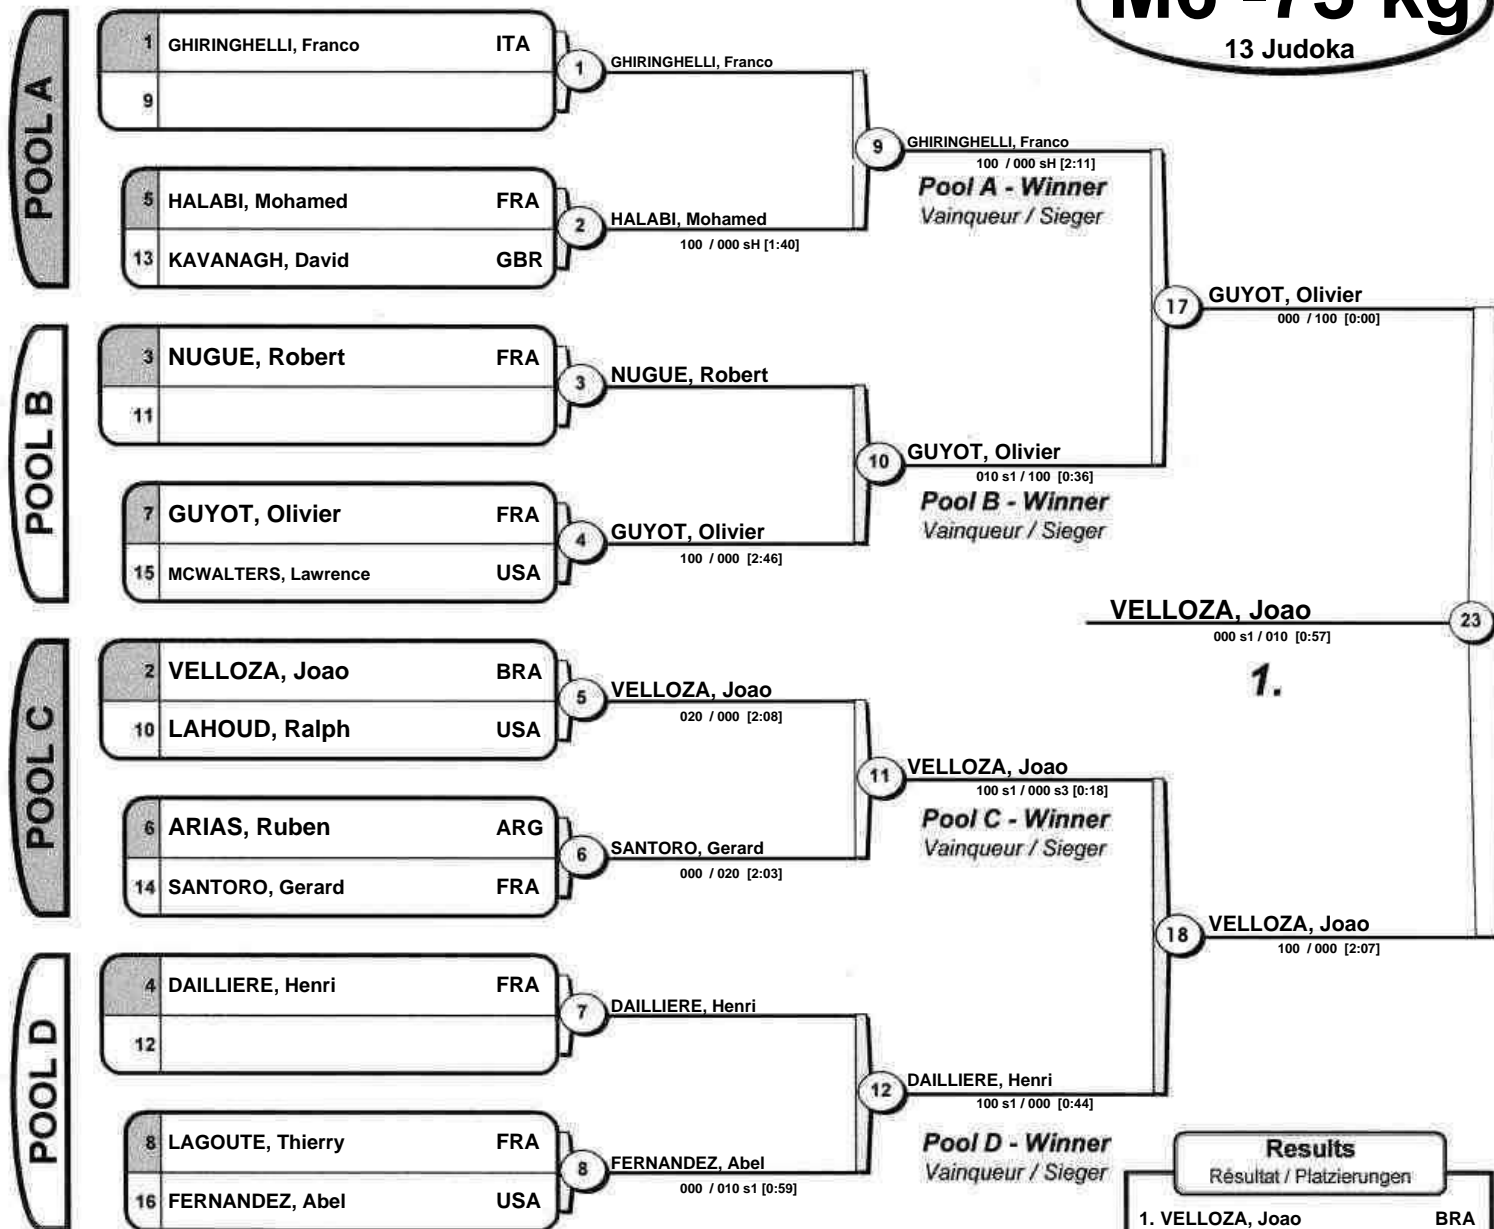 M6 -73 kg
13 Judoka
POOL A
1 GHIRINGHELLI, Franco ITA
9
1 GHIRINGHELLI, Franco
5 HALABI, Mohamed FRA
13 KAVANAGH, David GBR
2 HALABI, Mohamed
100 / 000 sH [1:40]
9 GHIRINGHELLI, Franco
100 / 000 sH [2:11]
Pool A - Winner
Vainqueur / Sieger
POOL B
3 NUGUE, Robert FRA
11
3 NUGUE, Robert
7 GUYOT, Olivier FRA
15 MCWALTERS, Lawrence USA
4 GUYOT, Olivier
100 / 000 [2:46]
10 GUYOT, Olivier
010 s1 / 100 [0:36]
Pool B - Winner
Vainqueur / Sieger
17 GUYOT, Olivier
000 / 100 [0:00]
VELLOZA, Joao 23
000 s1 / 010 [0:57]
1.
POOL C
2 VELLOZA, Joao BRA
10 LAHOUD, Ralph USA
5 VELLOZA, Joao
020 / 000 [2:08]
6 ARIAS, Ruben ARG
14 SANTORO, Gerard FRA
6 SANTORO, Gerard
000 / 020 [2:03]
11 VELLOZA, Joao
100 s1 / 000 s3 [0:18]
Pool C - Winner
Vainqueur / Sieger
18 VELLOZA, Joao
100 / 000 [2:07]
POOL D
4 DAILLIERE, Henri FRA
12
7 DAILLIERE, Henri
8 LAGOUTE, Thierry FRA
16 FERNANDEZ, Abel USA
8 FERNANDEZ, Abel
000 / 010 s1 [0:59]
12 DAILLIERE, Henri
100 s1 / 000 [0:44]
Pool D - Winner
Vainqueur / Sieger
Results
Résultat / Platzierungen
1. VELLOZA, Joao BRA